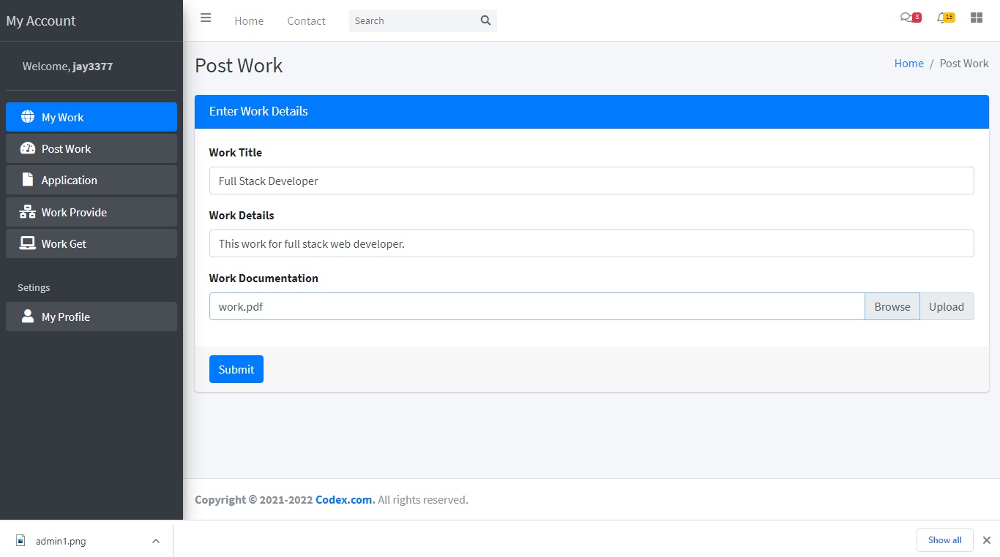 My Account
Home
Contact
Search
3
15
Welcome, jay3377
Post Work
Home / Post Work
My Work
Post Work
Application
Work Provide
Work Get
Setings
My Profile
Enter Work Details
Work Title
Full Stack Developer
Work Details
This work for full stack web developer.
Work Documentation
work.pdf
Browse
Upload
Submit
Copyright © 2021-2022 Codex.com. All rights reserved.
admin1.png
Show all